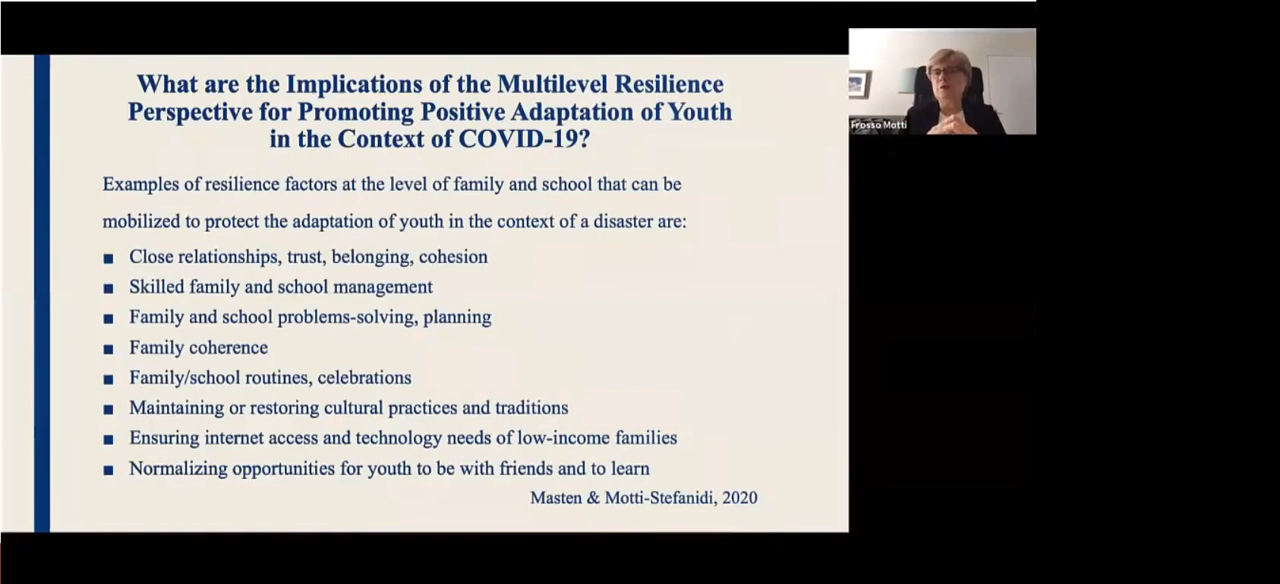 What are the Implications of the Multilevel Resilience
Perspective for Promoting Positive Adaptation of Youth
in the Context of COVID-19?
Examples of resilience factors at the level of family and school that can be
mobilized to protect the adaptation of youth in the context of a disaster are:
■ Close relationships, trust, belonging, cohesion
■ Skilled family and school management
■ Family and school problems-solving, planning
■ Family coherence
■ Family/school routines, celebrations
■ Maintaining or restoring cultural practices and traditions
■ Ensuring internet access and technology needs of low-income families
■ Normalizing opportunities for youth to be with friends and to learn
Masten & Motti-Stefanidi, 2020
Frosso Motti